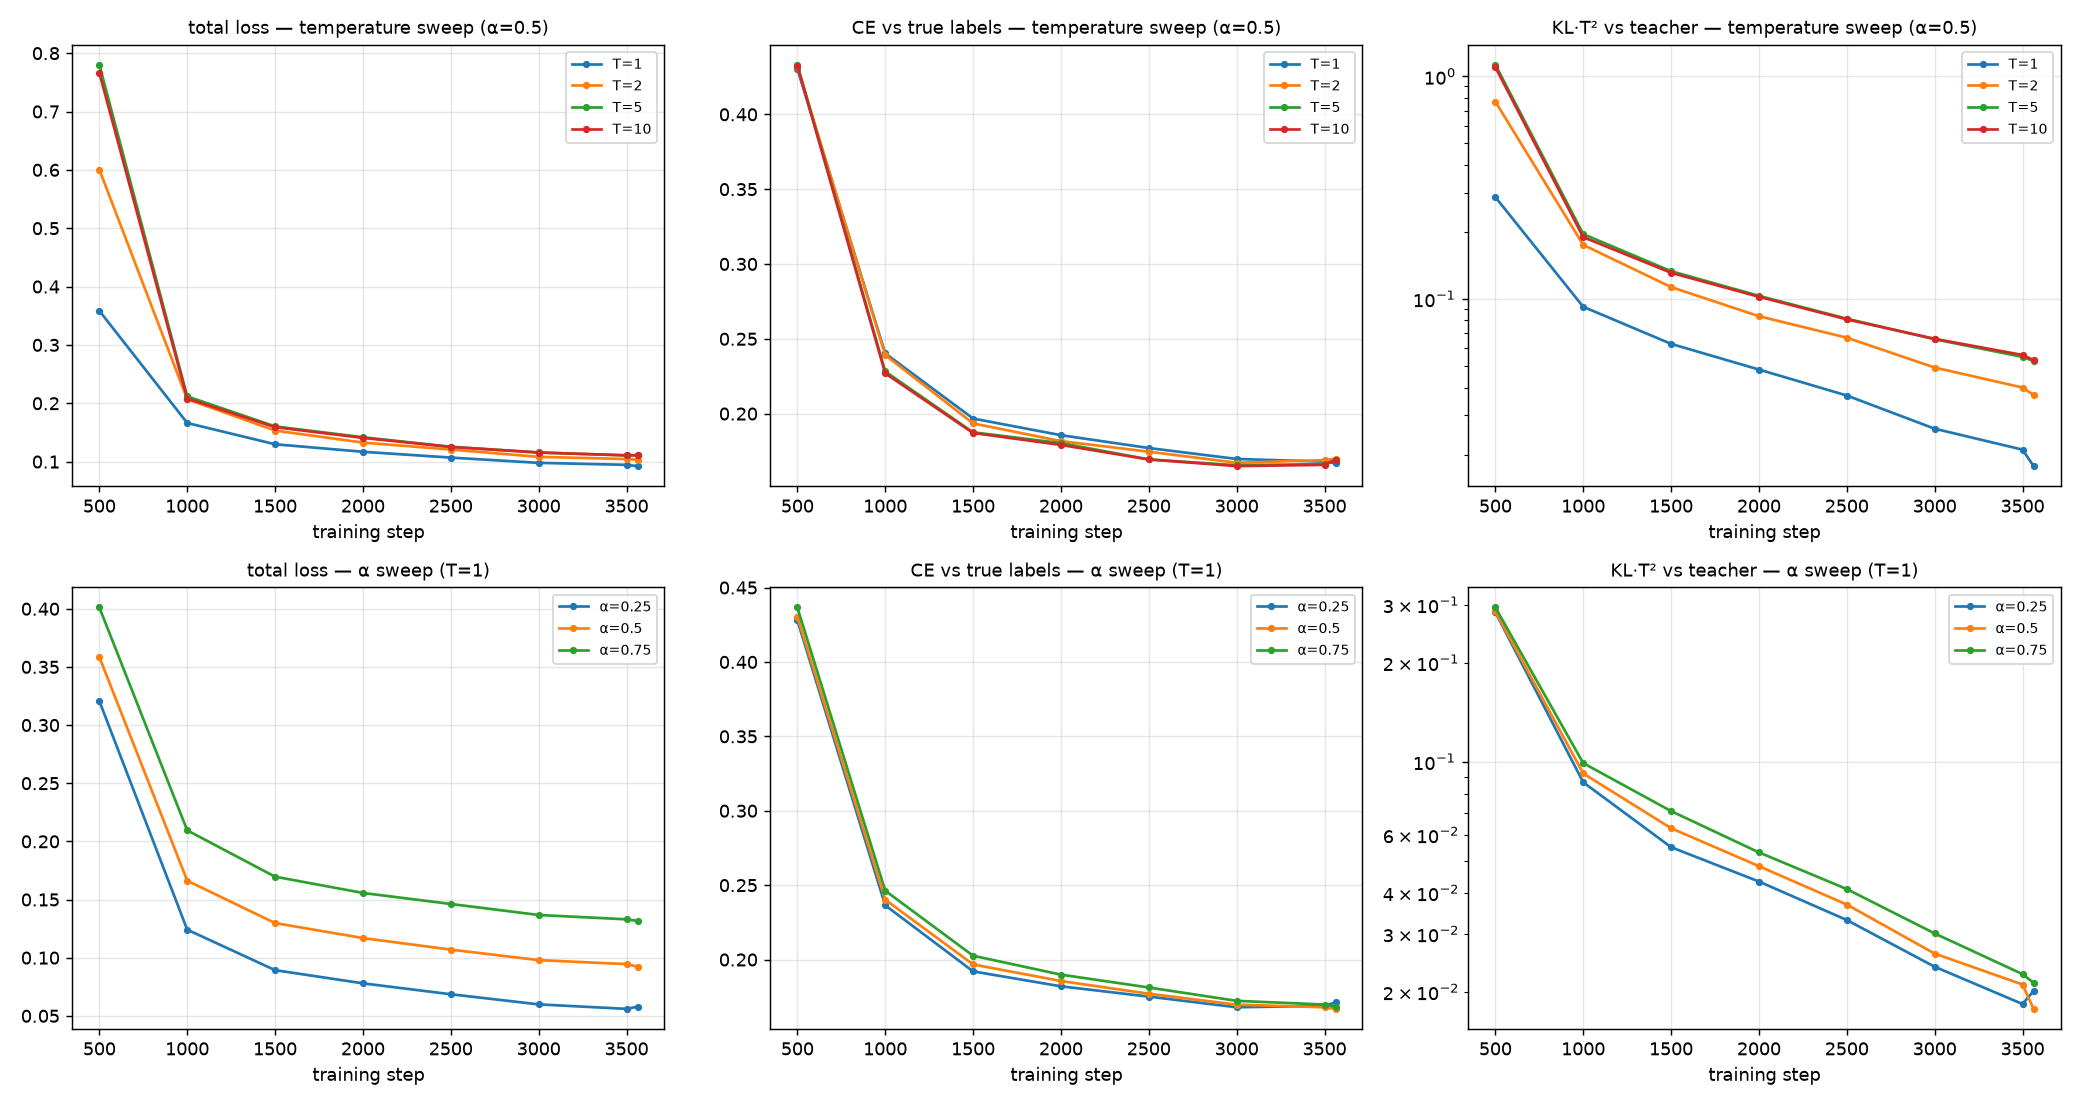 total loss — temperature sweep (α=0.5)
0.8
0.7
0.6
0.5
0.4
0.3
0.2
0.1
500 1000 1500 2000 2500 3000 3500
training step
T=1
T=2
T=5
T=10
CE vs true labels — temperature sweep (α=0.5)
0.40
0.35
0.30
0.25
0.20
500 1000 1500 2000 2500 3000 3500
training step
T=1
T=2
T=5
T=10
KL·T² vs teacher — temperature sweep (α=0.5)
10⁰
10⁻¹
500 1000 1500 2000 2500 3000 3500
training step
T=1
T=2
T=5
T=10
total loss — α sweep (T=1)
0.40
0.35
0.30
0.25
0.20
0.15
0.10
0.05
500 1000 1500 2000 2500 3000 3500
training step
α=0.25
α=0.5
α=0.75
CE vs true labels — α sweep (T=1)
0.45
0.40
0.35
0.30
0.25
0.20
500 1000 1500 2000 2500 3000 3500
training step
α=0.25
α=0.5
α=0.75
KL·T² vs teacher — α sweep (T=1)
3 × 10⁻¹
2 × 10⁻¹
10⁻¹
6 × 10⁻²
4 × 10⁻²
3 × 10⁻²
2 × 10⁻²
500 1000 1500 2000 2500 3000 3500
training step
α=0.25
α=0.5
α=0.75